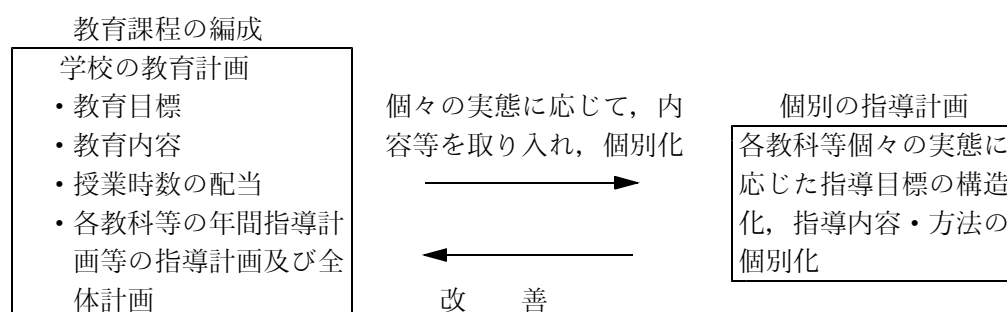 教育課程の編成
学校の教育計画
・教育目標
・教育内容
・授業時数の配当
・各教科等の年間指導計
画等の指導計画及び全
体計画
個々の実態に応じて，内
容等を取り入れ，個別化
改　善
個別の指導計画
各教科等個々の実態に
応じた指導目標の構造
化，指導内容・方法の
個別化